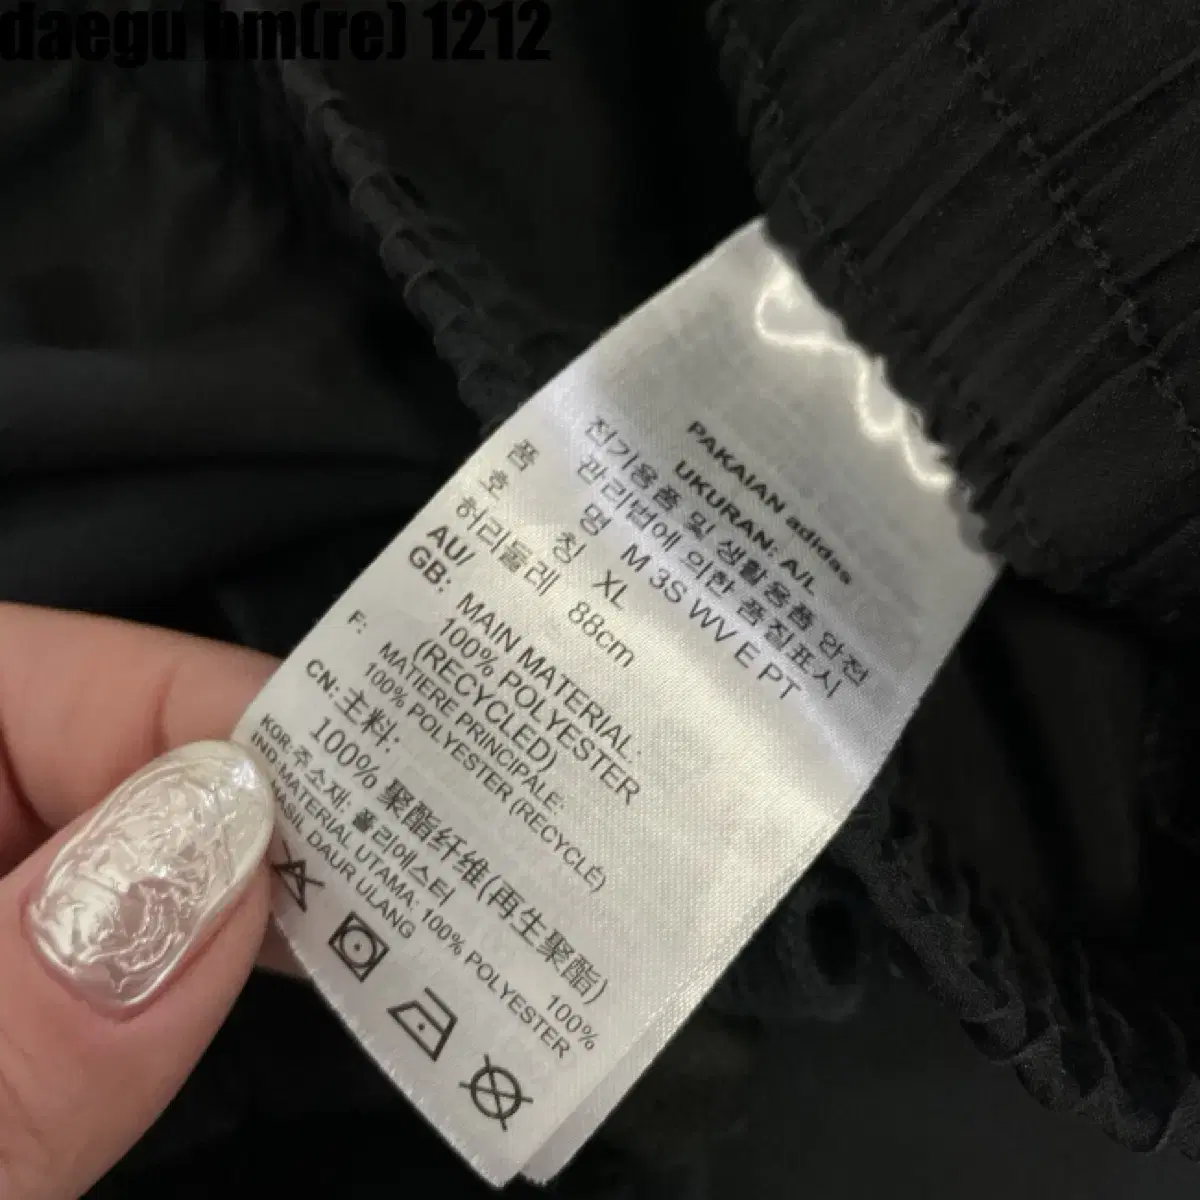 daegu hm(re) 1212
PAKAIAN adidas
UKURAN: A/L
전기용품 및 생활용품 안전
관리법에 의한 품질표시
품 명 M 3S WV E PT
호 칭 XL
허리둘레 88cm
AU/
GB: MAIN MATERIAL:
100% POLYESTER
(RECYCLED)
F: MATIERE PRINCIPALE:
100% POLYESTER (RECYCLÉ)
CN: 主料:
100% 聚酯纤维(再生聚酯)
KOR: 주소재: 폴리에스터 100%
IND: MATERIAL UTAMA: 100% POLYESTER
HASIL DAUR ULANG